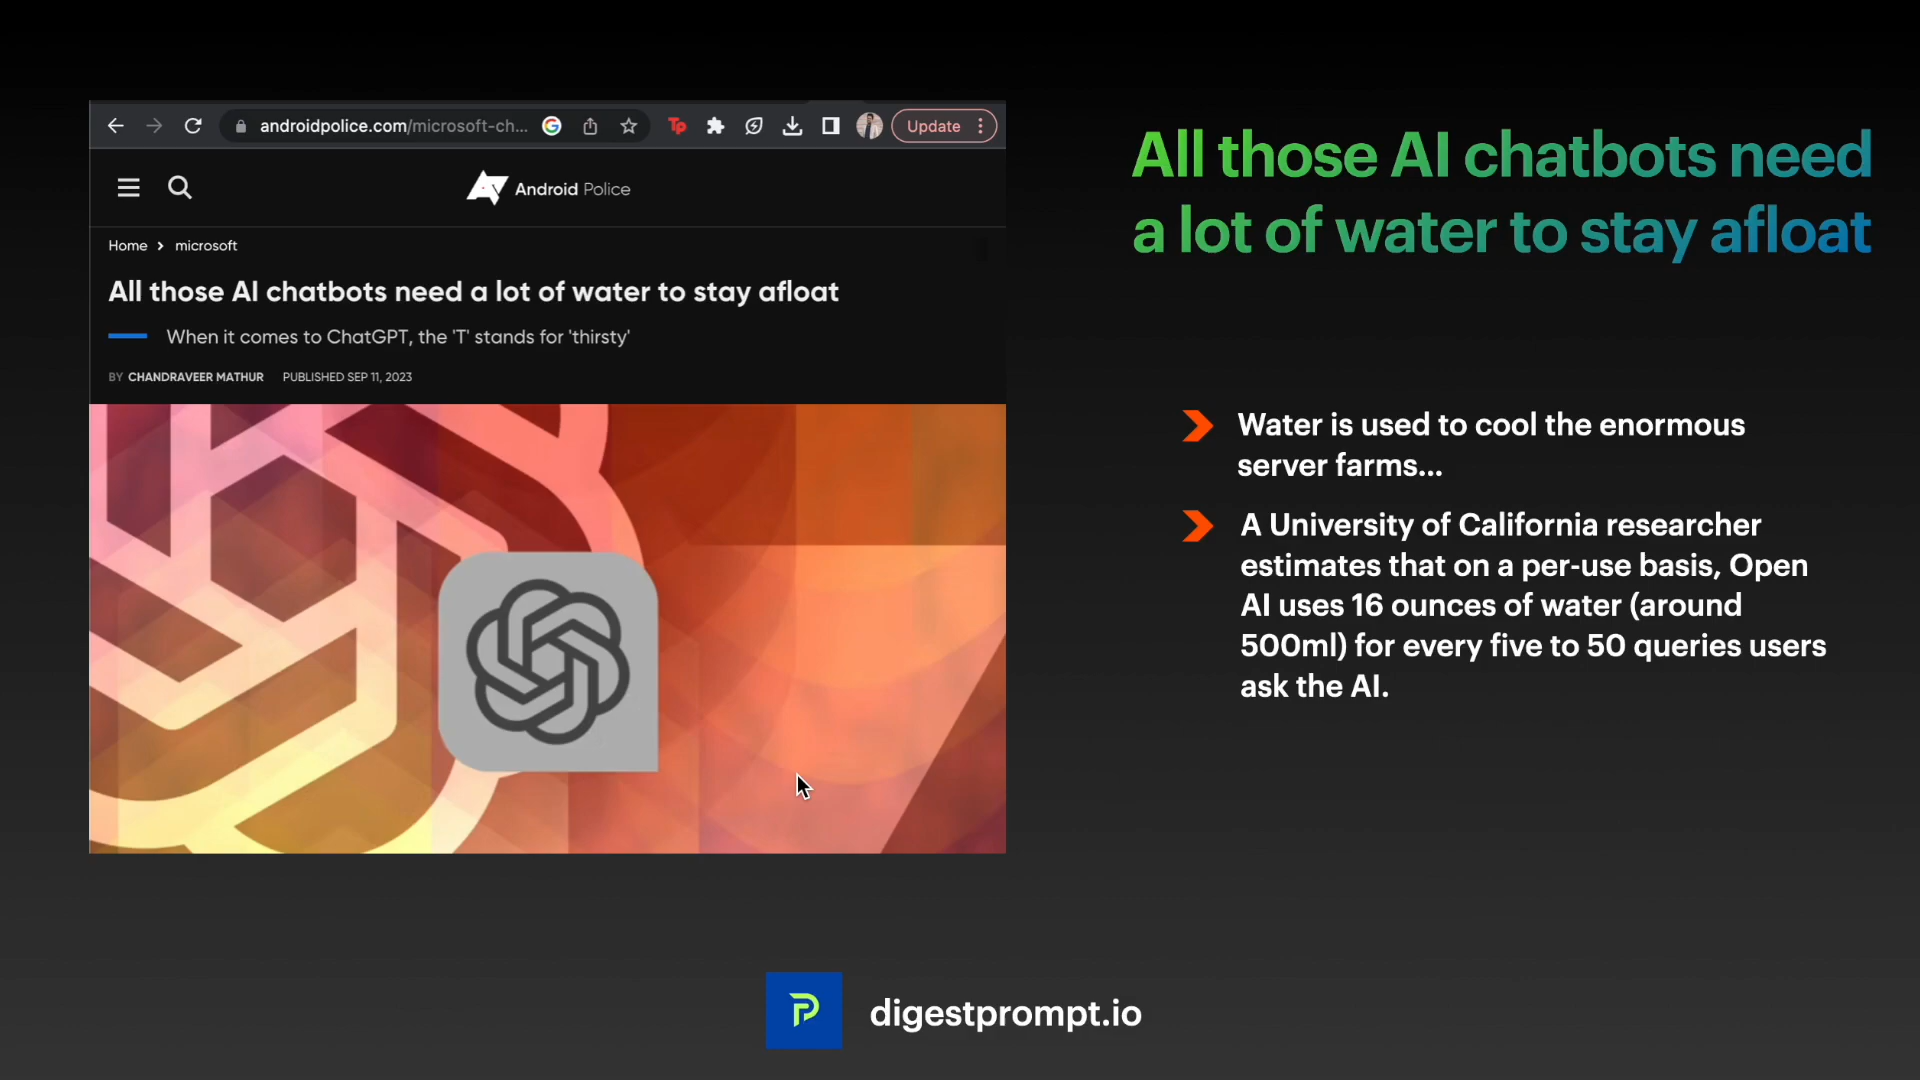 androidpolice.com/microsoft-ch...
Tp
Update
Android Police
Home > microsoft
All those AI chatbots need a lot of water to stay afloat
When it comes to ChatGPT, the 'T' stands for 'thirsty'
BY CHANDRAVEER MATHUR PUBLISHED SEP 11, 2023
All those AI chatbots need
a lot of water to stay afloat
Water is used to cool the enormous
server farms...
A University of California researcher
estimates that on a per-use basis, Open
AI uses 16 ounces of water (around
500ml) for every five to 50 queries users
ask the AI.
digestprompt.io